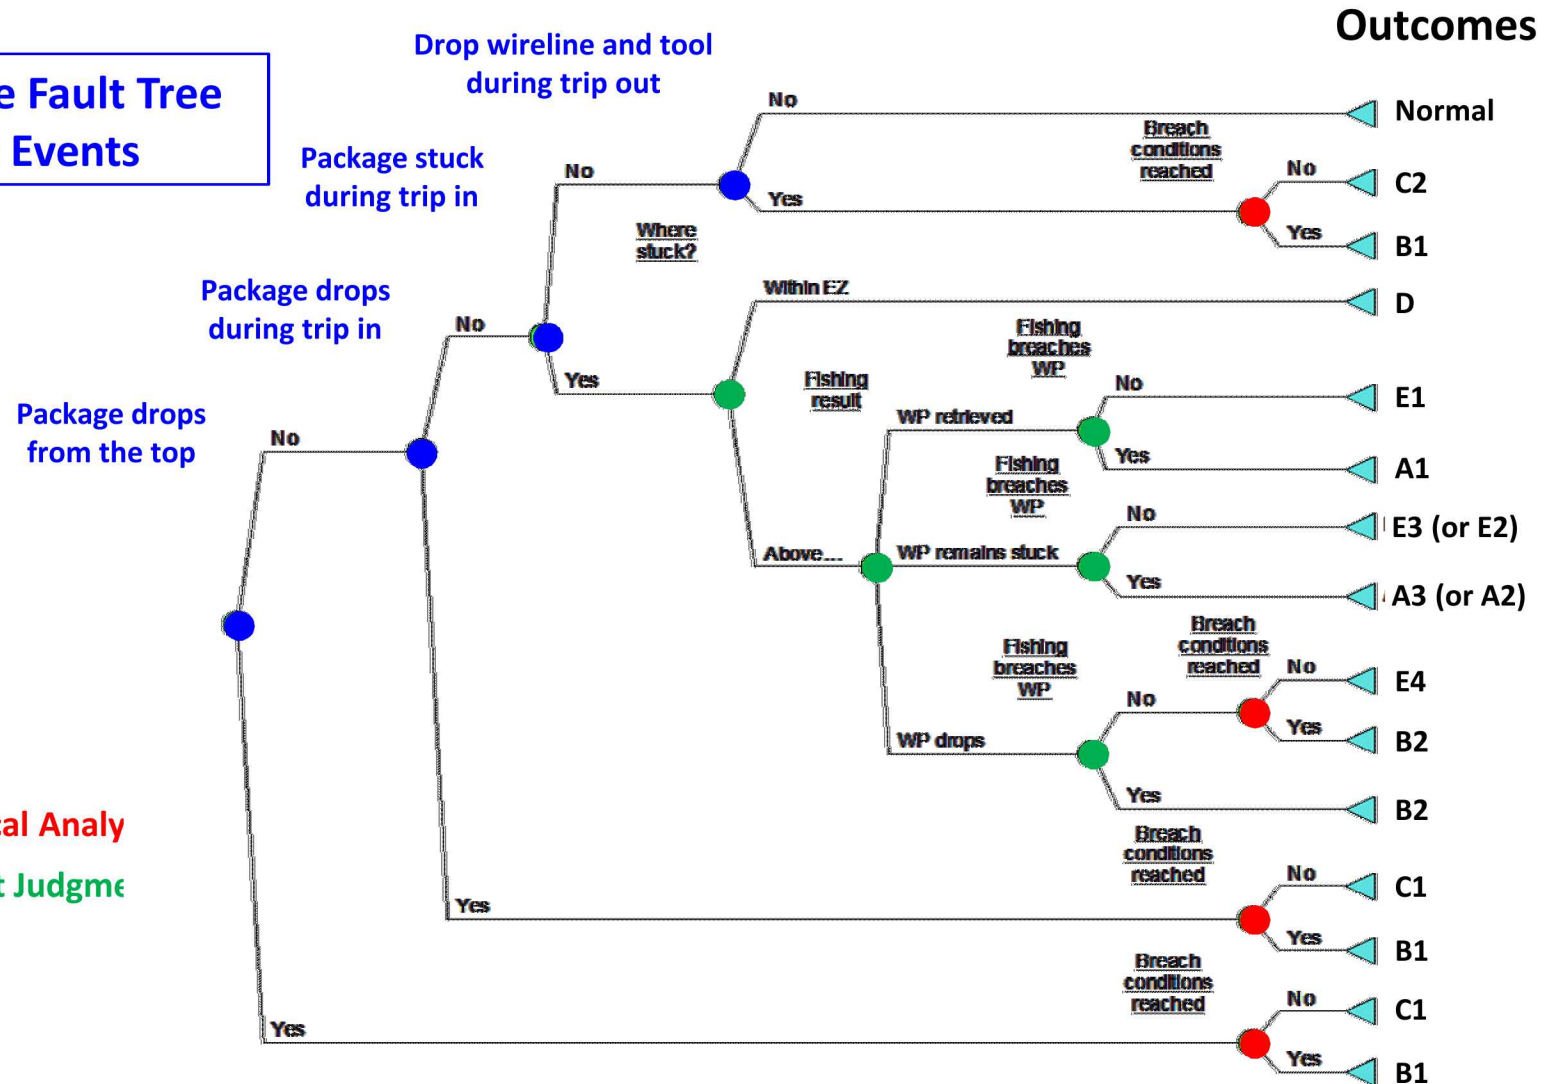 Outcomes
e Fault Tree
Events
Drop wireline and tool
during trip out
Package stuck
during trip in
Package drops
during trip in
Package drops
from the top
No
Normal
Breach
conditions
reached
No
C2
No
Yes
Yes
B1
Where
stuck?
Within EZ
D
No
Yes
Fishing
result
Fishing
breaches
WP
No
E1
WP retrieved
Yes
A1
No
Fishing
breaches
WP
No
E3 (or E2)
Above...
WP remains stuck
Yes
A3 (or A2)
Fishing
breaches
WP
Breach
conditions
reached
No
E4
No
Yes
B2
WP drops
Yes
B2
cal Analy
t Judgme
Breach
conditions
reached
No
C1
Yes
Yes
B1
Breach
conditions
reached
No
C1
Yes
Yes
B1